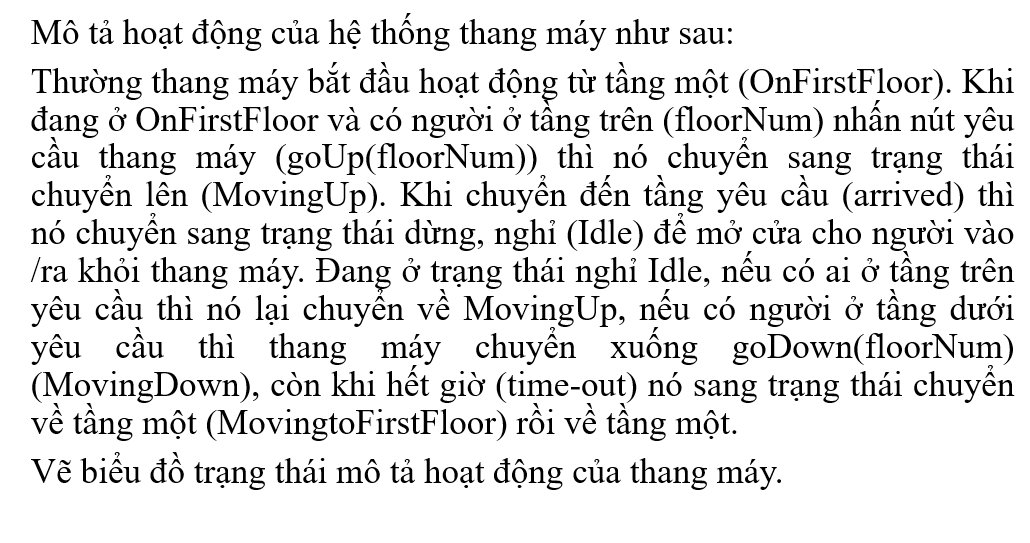 Mô tả hoạt động của hệ thống thang máy như sau:
Thường thang máy bắt đầu hoạt động từ tầng một (OnFirstFloor). Khi
đang ở OnFirstFloor và có người ở tầng trên (floorNum) nhấn nút yêu
cầu thang máy (goUp(floorNum)) thì nó chuyển sang trạng thái
chuyển lên (MovingUp). Khi chuyển đến tầng yêu cầu (arrived) thì
nó chuyển sang trạng thái dừng, nghỉ (Idle) để mở cửa cho người vào
/ra khỏi thang máy. Đang ở trạng thái nghỉ Idle, nếu có ai ở tầng trên
yêu cầu thì nó lại chuyển về MovingUp, nếu có người ở tầng dưới
yêu cầu thì thang máy chuyển xuống goDown(floorNum)
(MovingDown), còn khi hết giờ (time-out) nó sang trạng thái chuyển
về tầng một (MovingtoFirstFloor) rồi về tầng một.
Vẽ biểu đồ trạng thái mô tả hoạt động của thang máy.